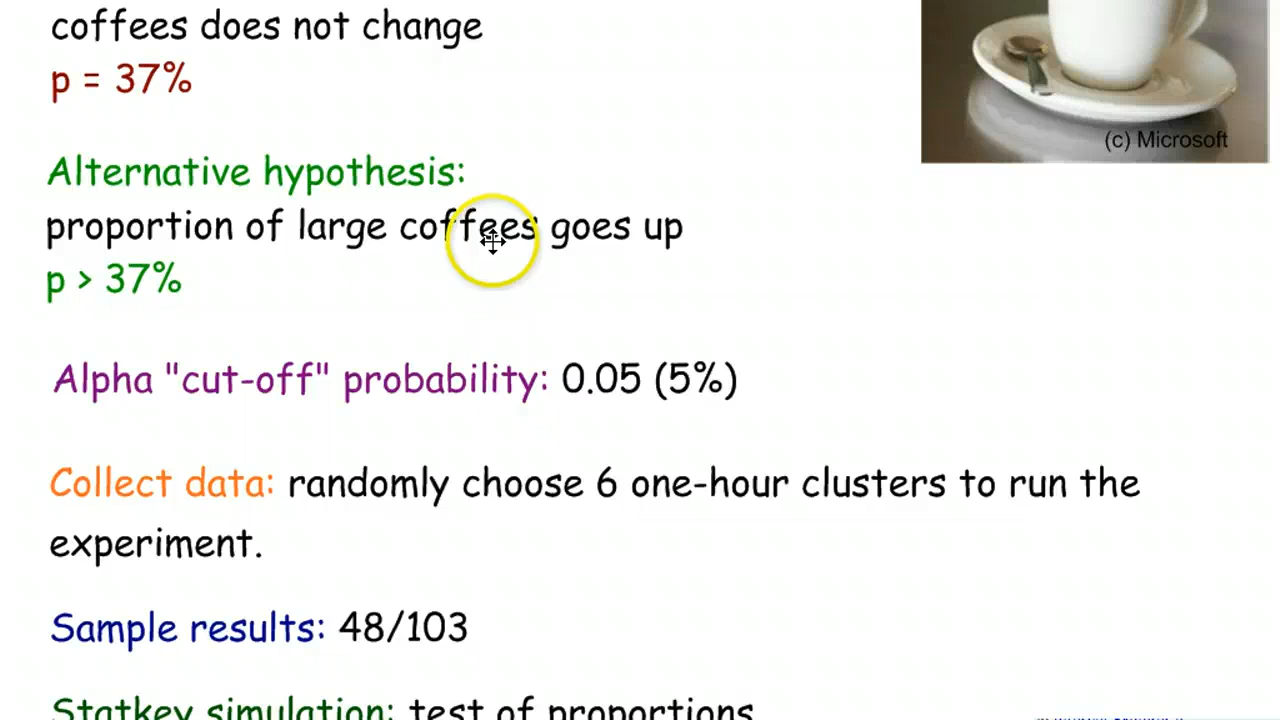 coffees does not change
p = 37%
(c) Microsoft
Alternative hypothesis:
proportion of large coffees goes up
p > 37%
Alpha "cut-off" probability: 0.05 (5%)
Collect data: randomly choose 6 one-hour clusters to run the
experiment.
Sample results: 48/103
Statkey simulation: test of proportions